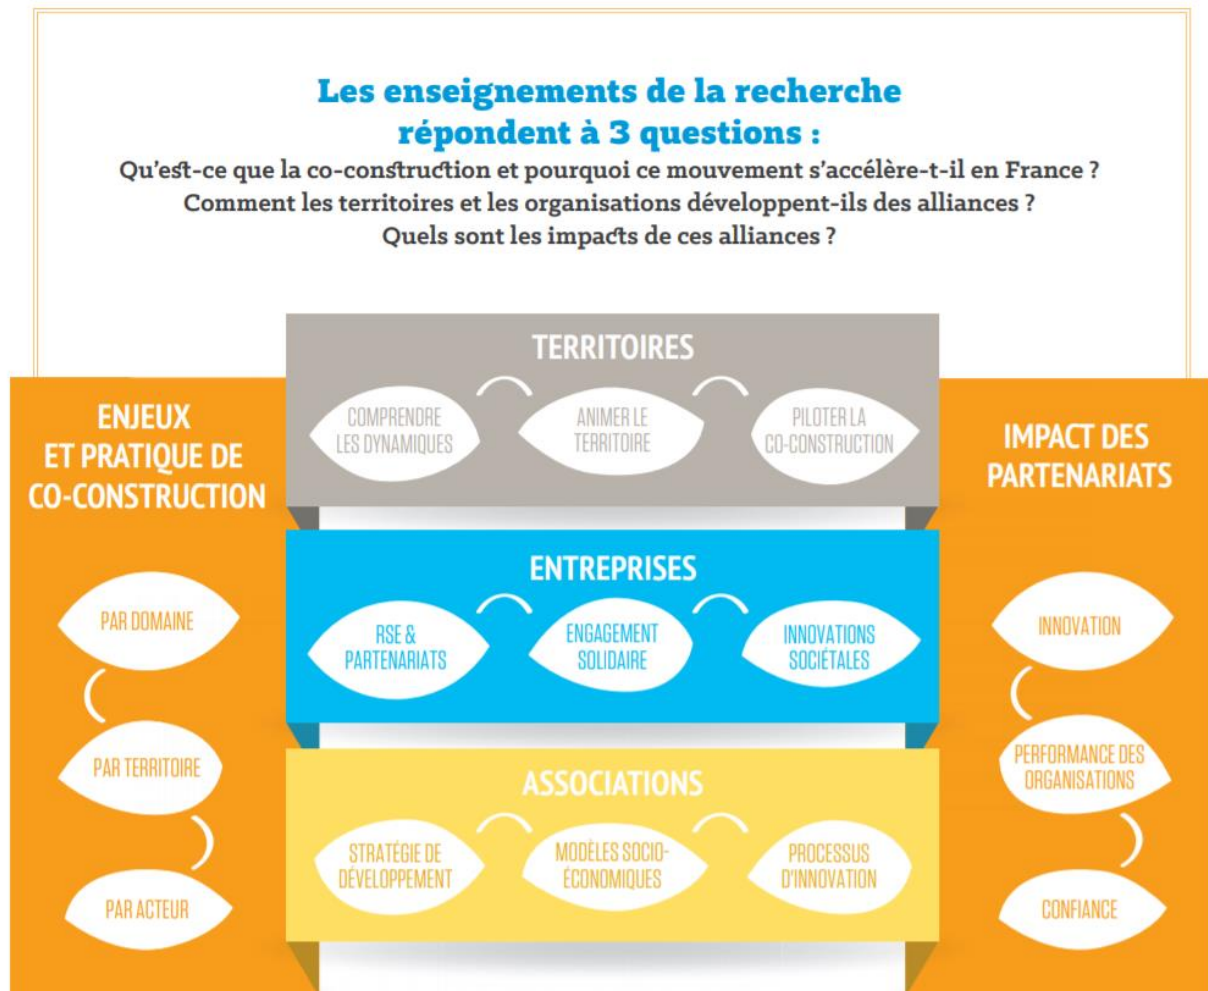 Les enseignements de la recherche
répondent à 3 questions :
Qu'est-ce que la co-construction et pourquoi ce mouvement s'accélère-t-il en France ?
Comment les territoires et les organisations développent-ils des alliances ?
Quels sont les impacts de ces alliances ?
ENJEUX
ET PRATIQUE DE
CO-CONSTRUCTION
PAR DOMAINE
PAR TERRITOIRE
PAR ACTEUR
TERRITOIRES
COMPRENDRE
LES DYNAMIQUES
ANIMER LE
TERRITOIRE
PILOTER LA
CO-CONSTRUCTION
ENTREPRISES
RSE &
PARTENARIATS
ENGAGEMENT
SOLIDAIRE
INNOVATIONS
SOCIÉTALES
ASSOCIATIONS
STRATÉGIE DE
DÉVELOPPEMENT
MODÈLES SOCIO-
ÉCONOMIQUES
PROCESSUS
D'INNOVATION
IMPACT DES
PARTENARIATS
INNOVATION
PERFORMANCE DES
ORGANISATIONS
CONFIANCE